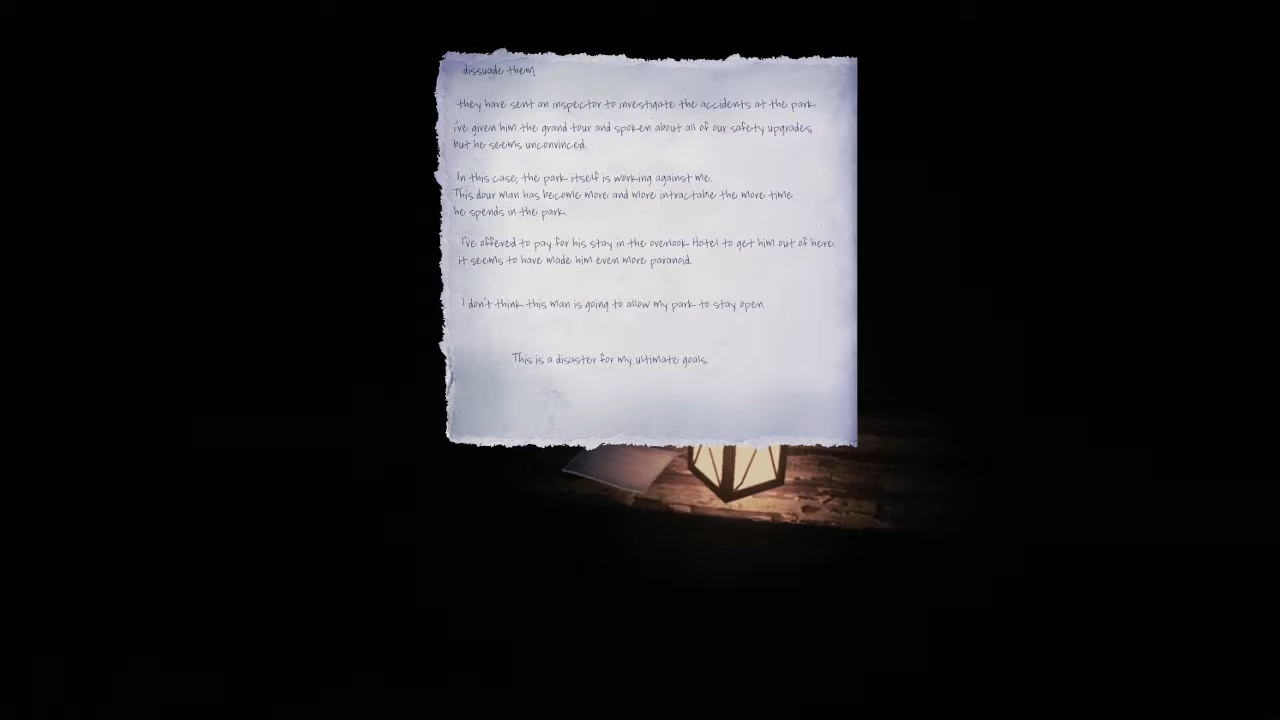 dissuade them,
they have sent an inspector to investigate the accidents at the park.
i've given him the grand tour and spoken about all of our safety upgrades,
but he seems unconvinced.
In this case, the park itself is working against me.
This dour man has become more and more intractable the more time
he spends in the park.
I've offered to pay for his stay in the overlook Hotel to get him out of here.
it seems to have made him even more paranoid.
I don't think this man is going to allow my park to stay open.
This is a disaster for my ultimate goals.